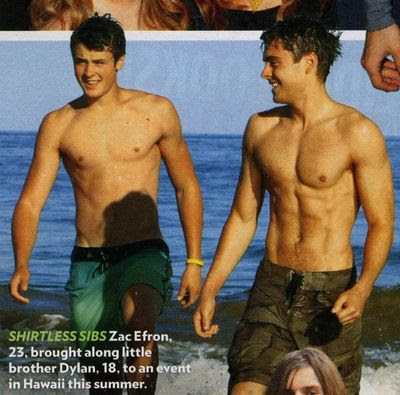 SHIRTLESS SIBS Zac Efron,
23, brought along little
brother Dylan, 18, to an event
in Hawaii this summer.